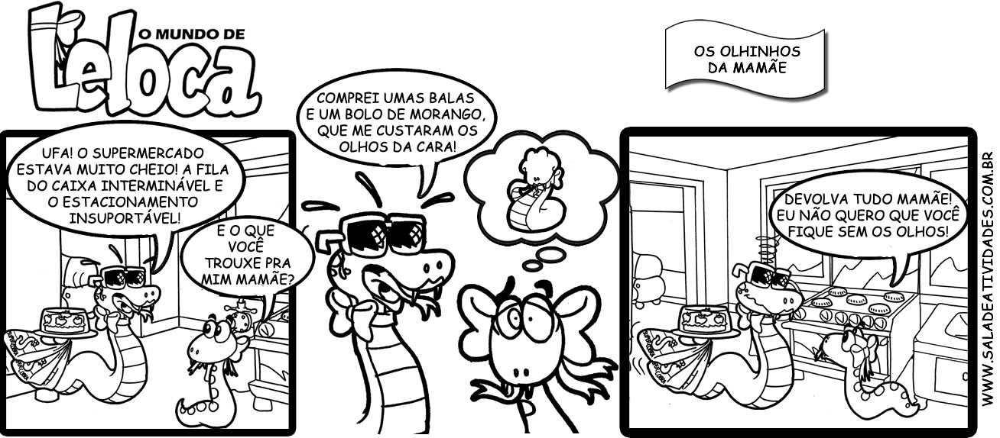 O MUNDO DE
Leloca
OS OLHINHOS
DA MAMÃE
UFA! O SUPERMERCADO
ESTAVA MUITO CHEIO! A FILA
DO CAIXA INTERMINÁVEL E
O ESTACIONAMENTO
INSUPORTÁVEL!
E O QUE
VOCÊ
TROUXE PRA
MIM MAMÃE?
COMPREI UMAS BALAS
E UM BOLO DE MORANGO,
QUE ME CUSTARAM OS
OLHOS DA CARA!
DEVOLVA TUDO MAMÃE!
EU NÃO QUERO QUE VOCÊ
FIQUE SEM OS OLHOS!
WWW.SALADEATIVIDADES.COM.BR